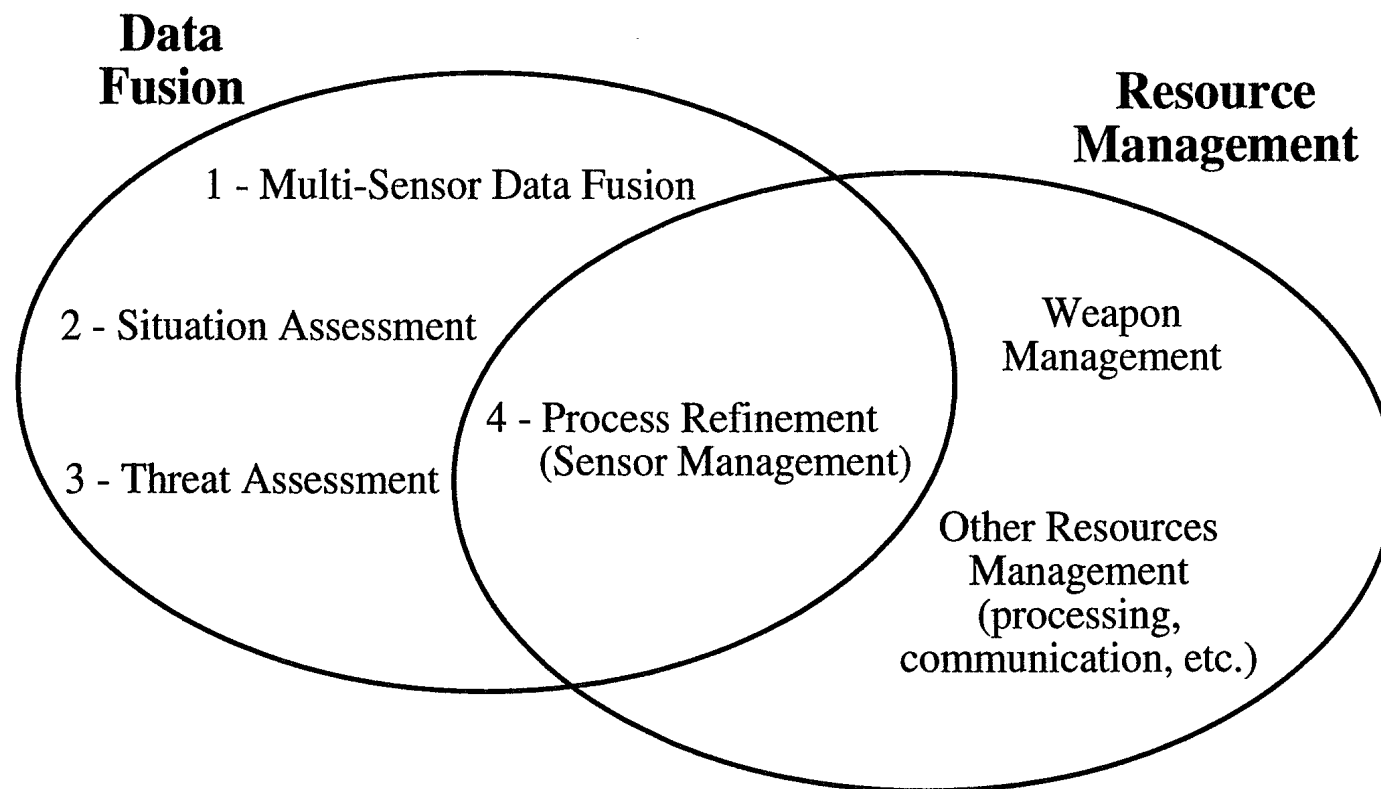 Data
Fusion
Resource
Management
1 - Multi-Sensor Data Fusion
2 - Situation Assessment
Weapon
Management
4 - Process Refinement
(Sensor Management)
3 - Threat Assessment
Other Resources
Management
(processing,
communication, etc.)